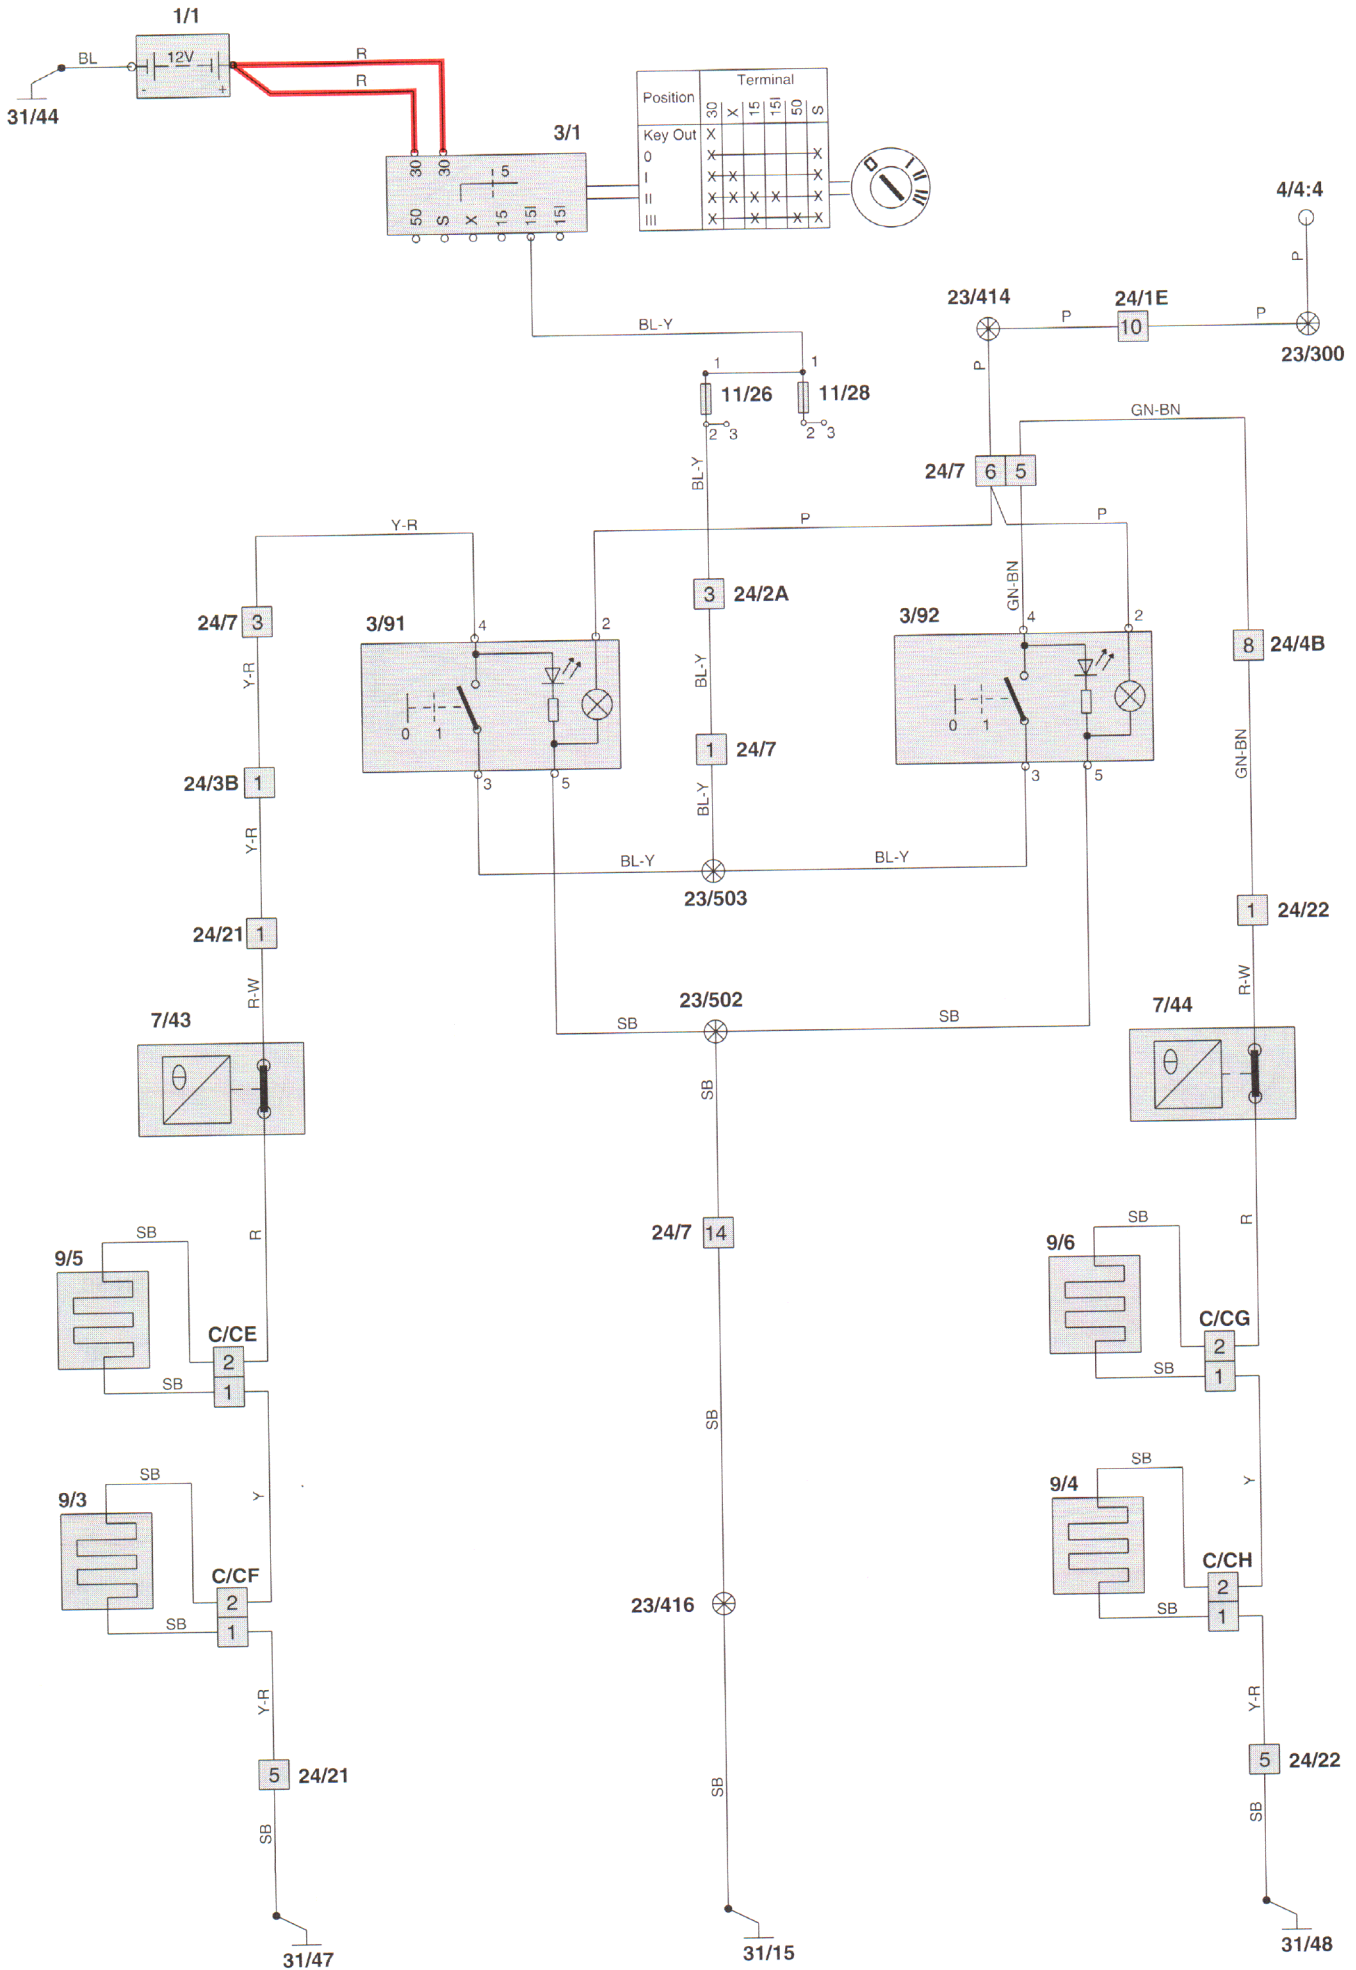 1/1
BL
12V
- +
R
R
31/44
3/1
30 30
5
50 S X 15 15I 15I
Terminal
Position
30 X 15 15I 50 S
Key Out X
0 X X
I X X X
II X X X X X
III X X X X
0 I II III
4/4:4
P
23/414
24/1E
P
10
P
23/300
BL-Y
1 1
11/26
11/28
2 3
2 3
P
GN-BN
24/7
6 5
BL-Y
Y-R
P
P
GN-BN
24/7
3
3/91
4
2
3
24/2A
3/92
4
2
8
24/4B
Y-R
0 1
BL-Y
0 1
24/3B
1
3
5
1
24/7
3
5
GN-BN
Y-R
BL-Y
BL-Y
BL-Y
23/503
24/21
1
1
24/22
R-W
R-W
23/502
7/43
SB
SB
7/44
θ
θ
SB
R
R
SB
SB
9/5
24/7
14
9/6
C/CE
2
1
SB
C/CG
2
1
SB
SB
Y
Y
SB
SB
9/3
9/4
C/CF
2
1
SB
C/CH
2
1
SB
23/416
Y-R
Y-R
5
24/21
5
24/22
SB
SB
SB
31/47
31/15
31/48